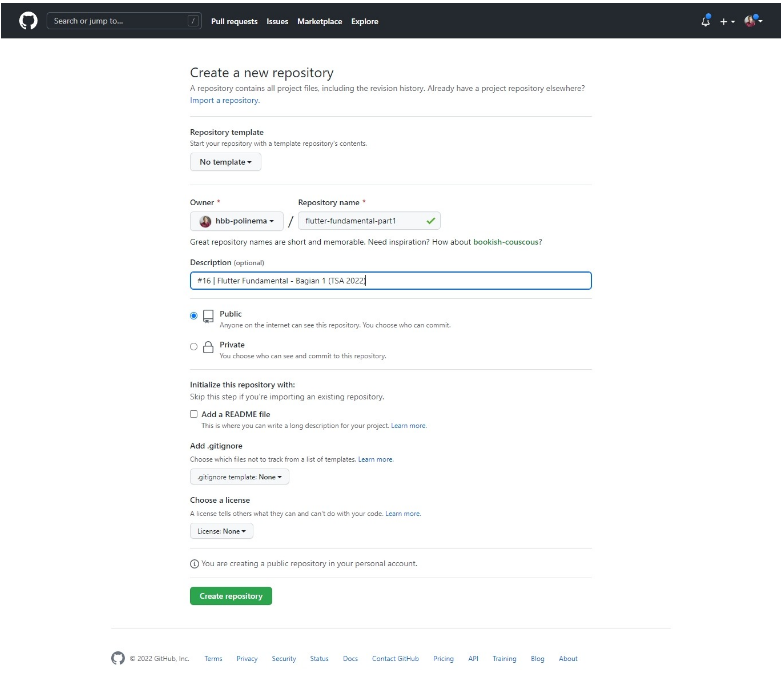 Search or jump to... /
Pull requests Issues Marketplace Explore
Create a new repository
A repository contains all project files, including the revision history. Already have a project repository elsewhere?
Import a repository.
Repository template
Start your repository with a template repository's contents.
No template
Owner * Repository name *
hbb-polinema / flutter-fundamental-part1
Great repository names are short and memorable. Need inspiration? How about bookish-couscous?
Description (optional)
#16 | Flutter Fundamental - Bagian 1 (TSA 2022)
Public
Anyone on the internet can see this repository. You choose who can commit.
Private
You choose who can see and commit to this repository.
Initialize this repository with:
Skip this step if you're importing an existing repository.
Add a README file
This is where you can write a long description for your project. Learn more.
Add .gitignore
Choose which files not to track from a list of templates. Learn more.
.gitignore template: None
Choose a license
A license tells others what they can and can't do with your code. Learn more.
License: None
You are creating a public repository in your personal account.
Create repository
© 2022 GitHub, Inc. Terms Privacy Security Status Docs Contact GitHub Pricing API Training Blog About